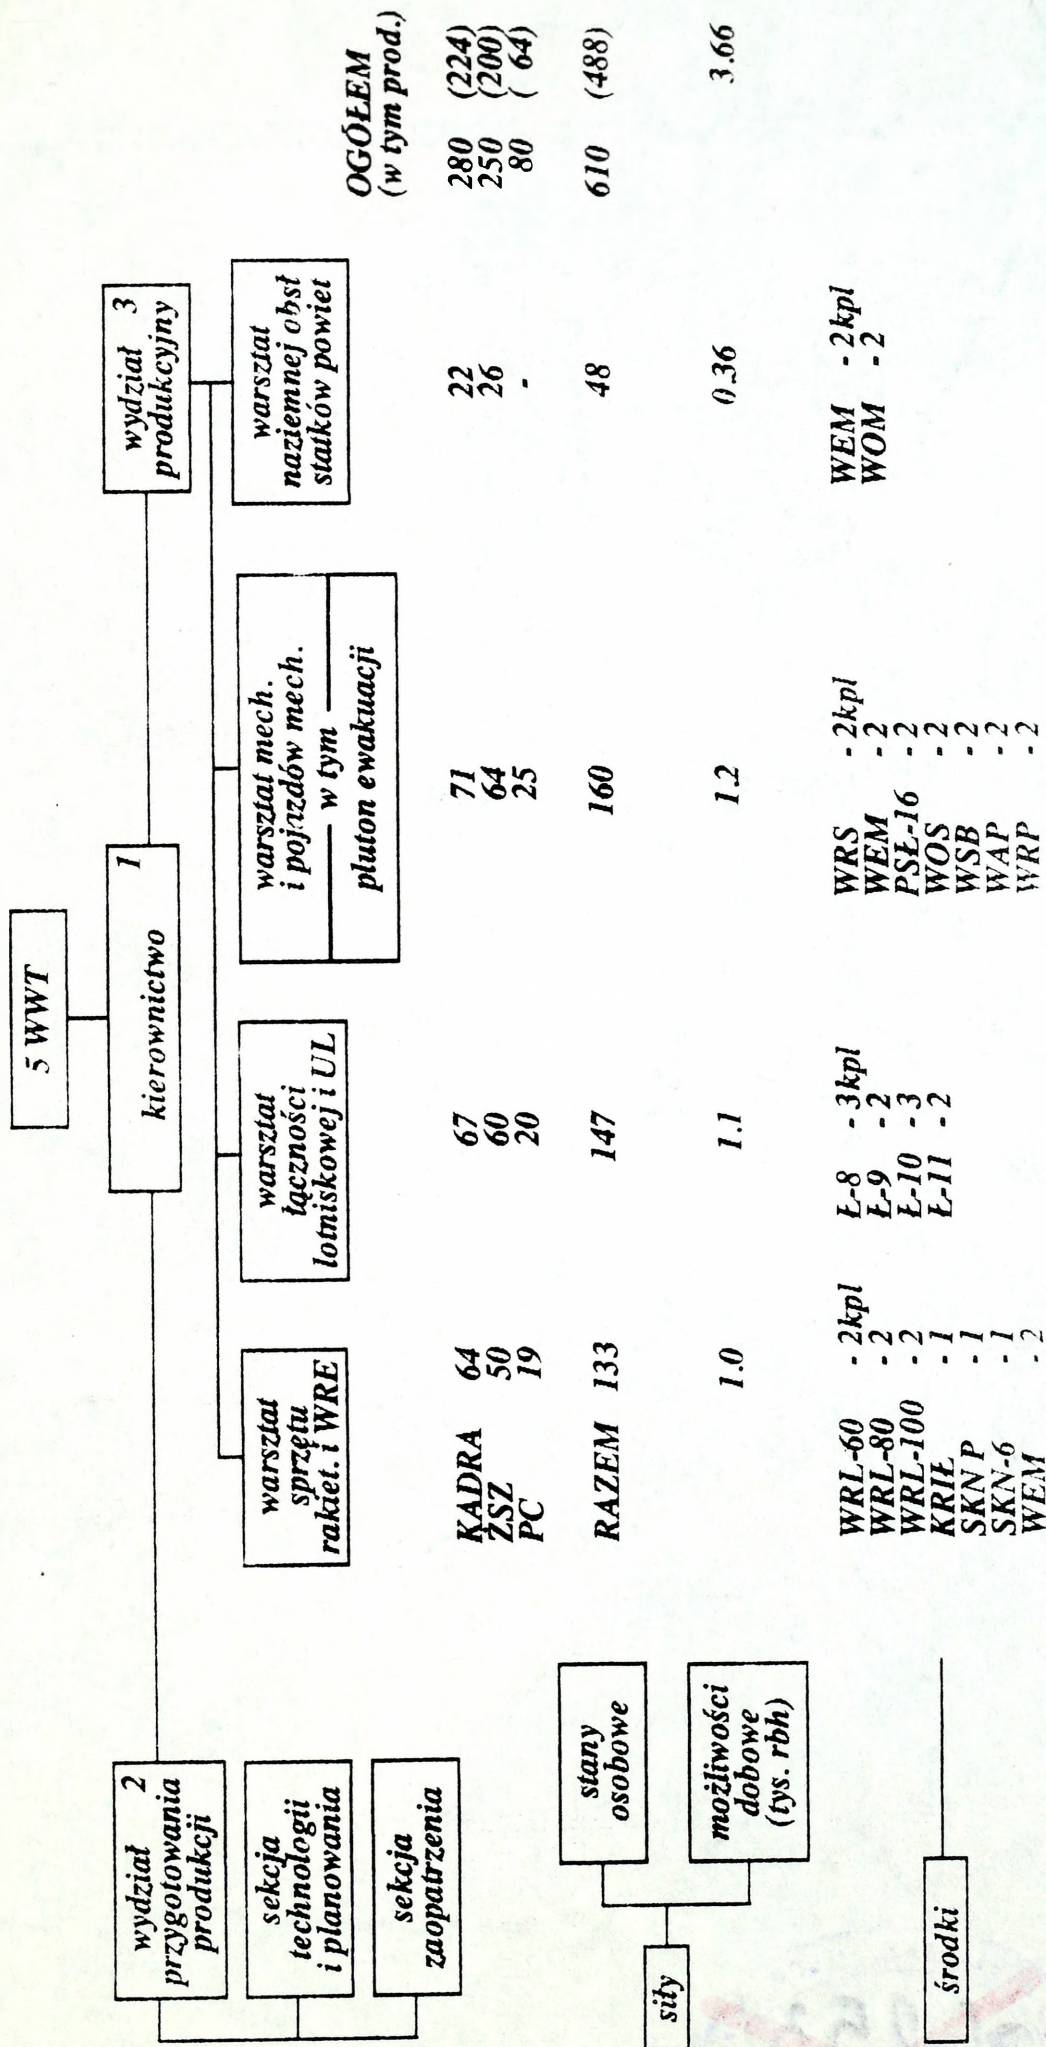 5 WWT
kierownictwo 1
wydział 2
przygotowania
produkcji
sekcja
technologii
i planowania
sekcja
zaopatrzenia
wydział 3
produkcyjny
warsztat
sprzętu
rakiet. i WRE
warsztat
łączności
lotniskowej i UL
warsztat mech.
i pojazdów mech.
w tym
pluton ewakuacji
warsztat
naziemnej obsł
statków powiet
OGÓŁEM
(w tym prod.)
siły
stany
osobowe
możliwości
dobowe
(tys. rbh)
KADRA 64 67 71 22 280 (224)
ZSZ 50 60 64 26 250 (200)
PC 19 20 25 - 80 ( 64)
RAZEM 133 147 160 48 610 (488)
1.0 1.1 1.2 0.36 3.66
środki
WRL-60 - 2kpl
WRL-80 - 2
WRL-100 - 2
KRIŁ - 1
SKN P - 1
SKN-6 - 1
WEM - 2
Ł-8 - 3kpl
Ł-9 - 2
Ł-10 - 3
Ł-11 - 2
WRS - 2kpl
WEM - 2
PSŁ-16 - 2
WOS - 2
WSB - 2
WAP - 2
WRP - 2
WEM - 2kpl
WOM - 2